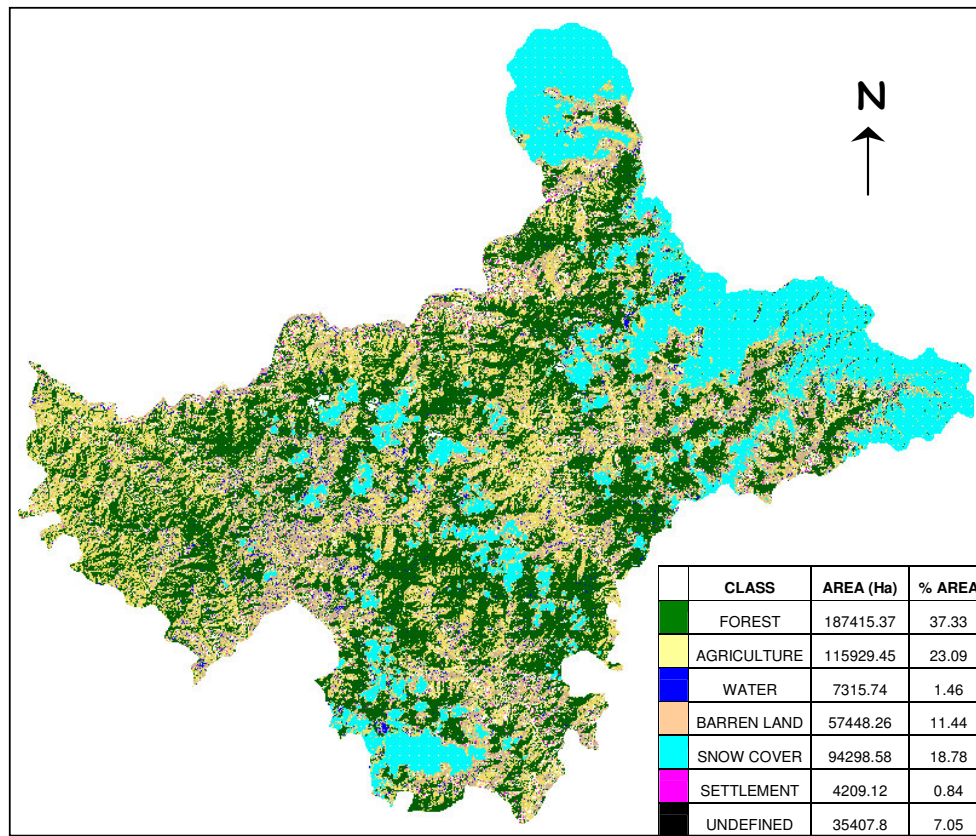 N
CLASS AREA (Ha) % AREA
FOREST 187415.37 37.33
AGRICULTURE 115929.45 23.09
WATER 7315.74 1.46
BARREN LAND 57448.26 11.44
SNOW COVER 94298.58 18.78
SETTLEMENT 4209.12 0.84
UNDEFINED 35407.8 7.05